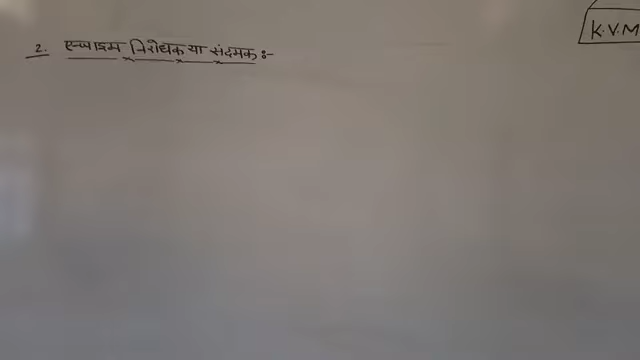 2. एन्जाइम निरोधक या संदमक :-
K.V.M